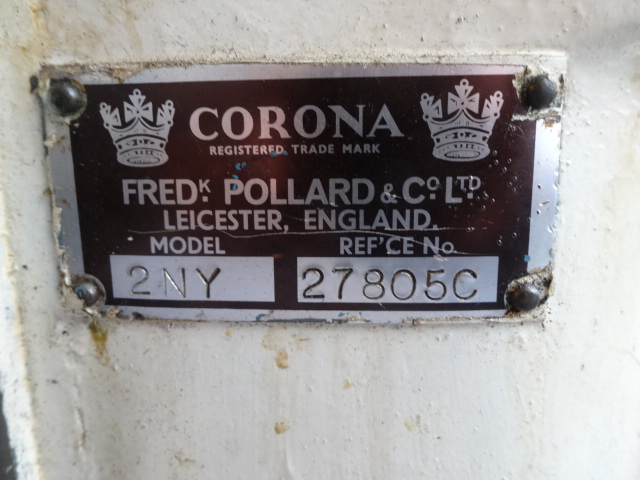 CORONA
REGISTERED TRADE MARK
FREDK. POLLARD & CO. LTD
LEICESTER, ENGLAND.
MODEL REF'CE No.
2NY 27805C